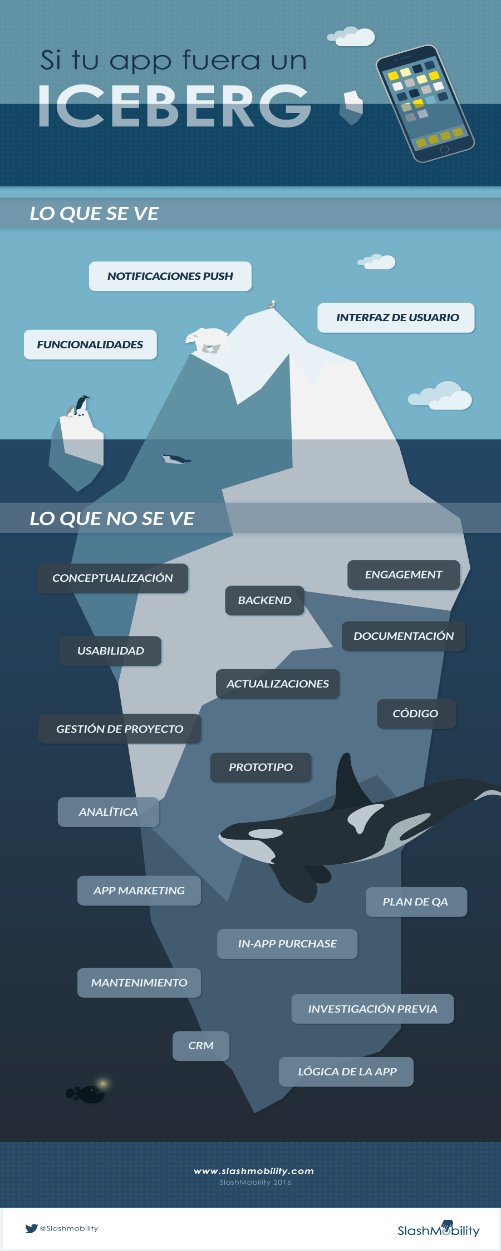 Si tu app fuera un
ICEBERG
LO QUE SE VE
NOTIFICACIONES PUSH
INTERFAZ DE USUARIO
FUNCIONALIDADES
LO QUE NO SE VE
CONCEPTUALIZACIÓN
ENGAGEMENT
BACKEND
DOCUMENTACIÓN
USABILIDAD
ACTUALIZACIONES
CÓDIGO
GESTIÓN DE PROYECTO
PROTOTIPO
ANALÍTICA
APP MARKETING
PLAN DE QA
IN-APP PURCHASE
MANTENIMIENTO
INVESTIGACIÓN PREVIA
CRM
LÓGICA DE LA APP
www.slashmobility.com
SlashMobility 2016
@Slashmobility
SlashMobility